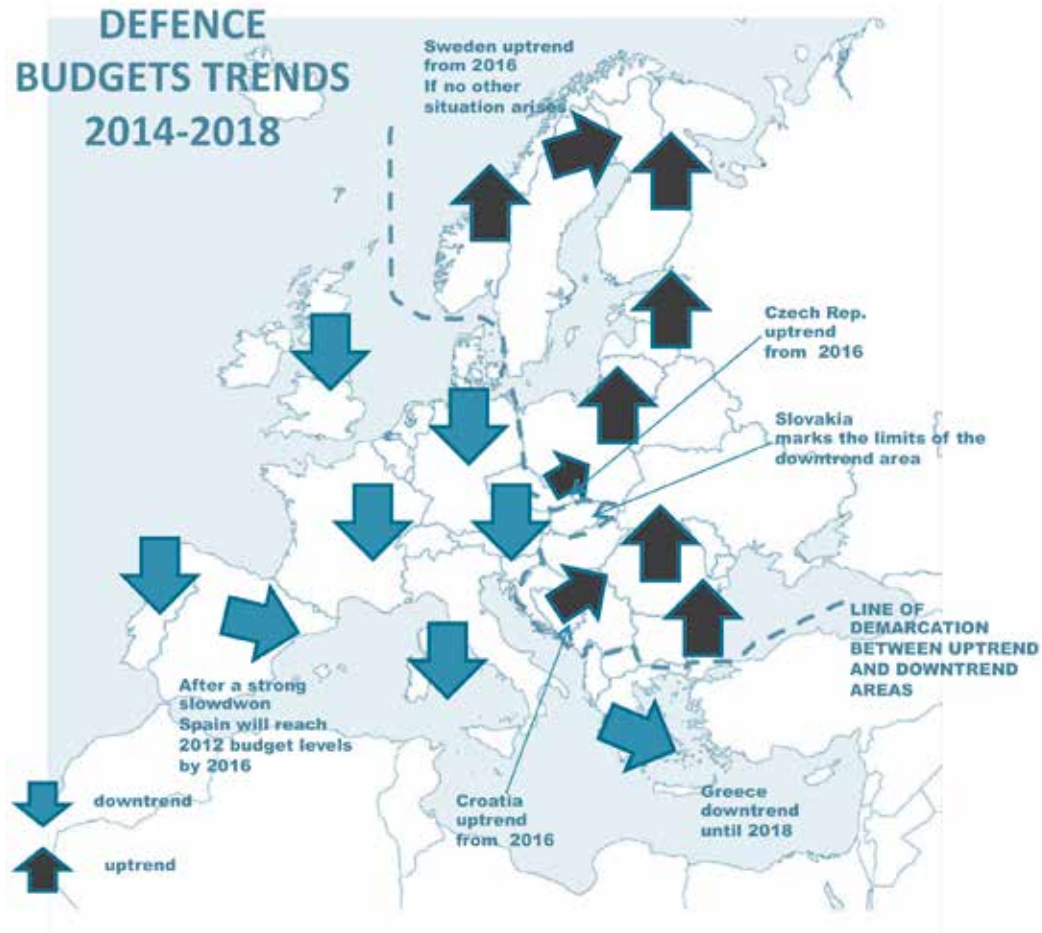 DEFENCE
BUDGETS TRENDS
2014-2018
Sweden uptrend
from 2016
If no other
situation arises
Czech Rep.
uptrend
from 2016
Slovakia
marks the limits of the
downtrend area
LINE OF
DEMARCATION
BETWEEN UPTREND
AND DOWNTREND
AREAS
After a strong
slowdwon
Spain will reach
2012 budget levels
by 2016
Croatia
uptrend
from 2016
Greece
downtrend
until 2018
downtrend
uptrend